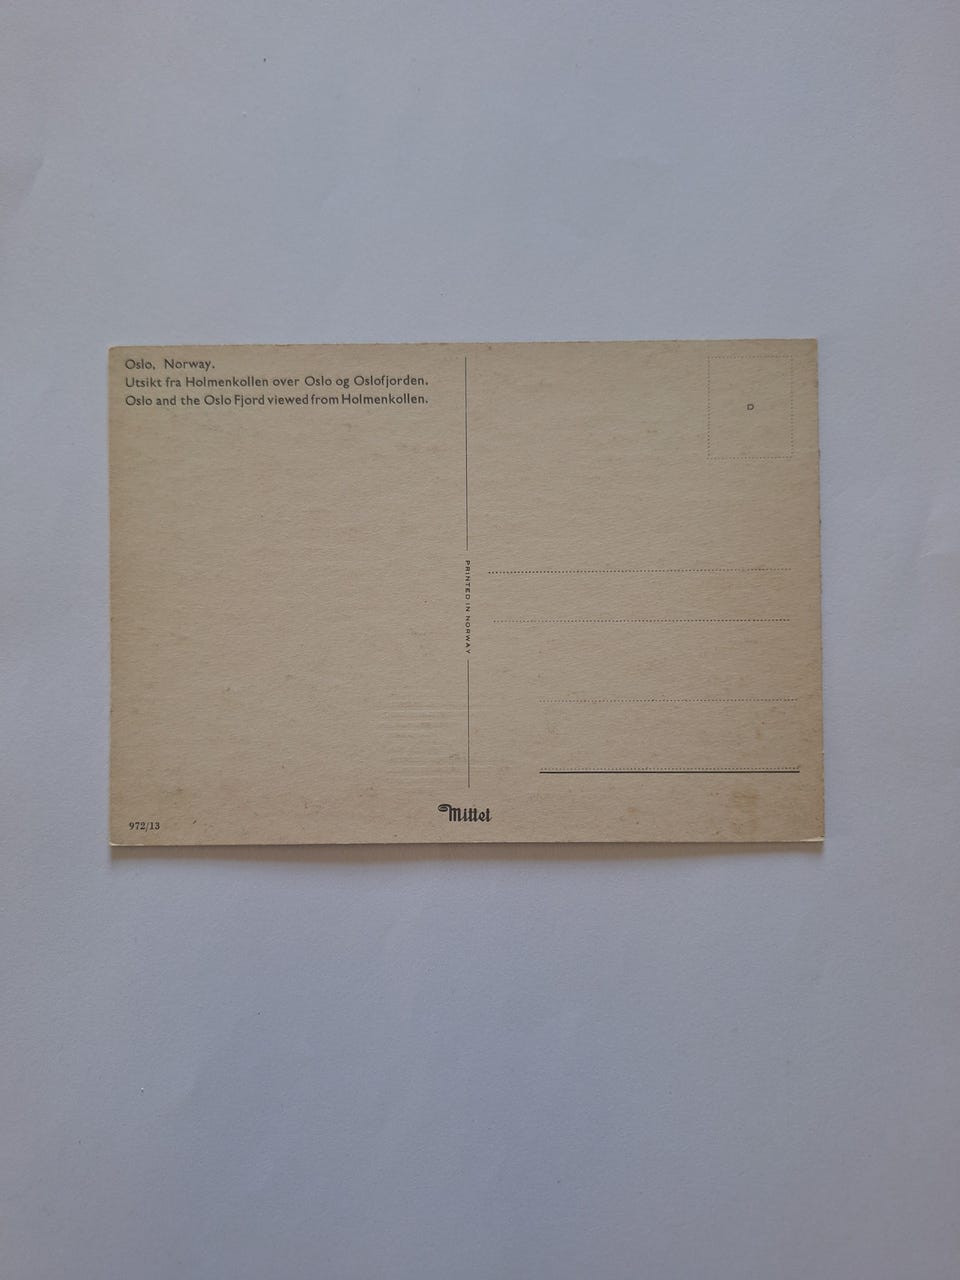 Oslo, Norway.
Utsikt fra Holmenkollen over Oslo og Oslofjorden.
Oslo and the Oslo Fjord viewed from Holmenkollen.
D
PRINTED IN NORWAY
Mittet
972/13